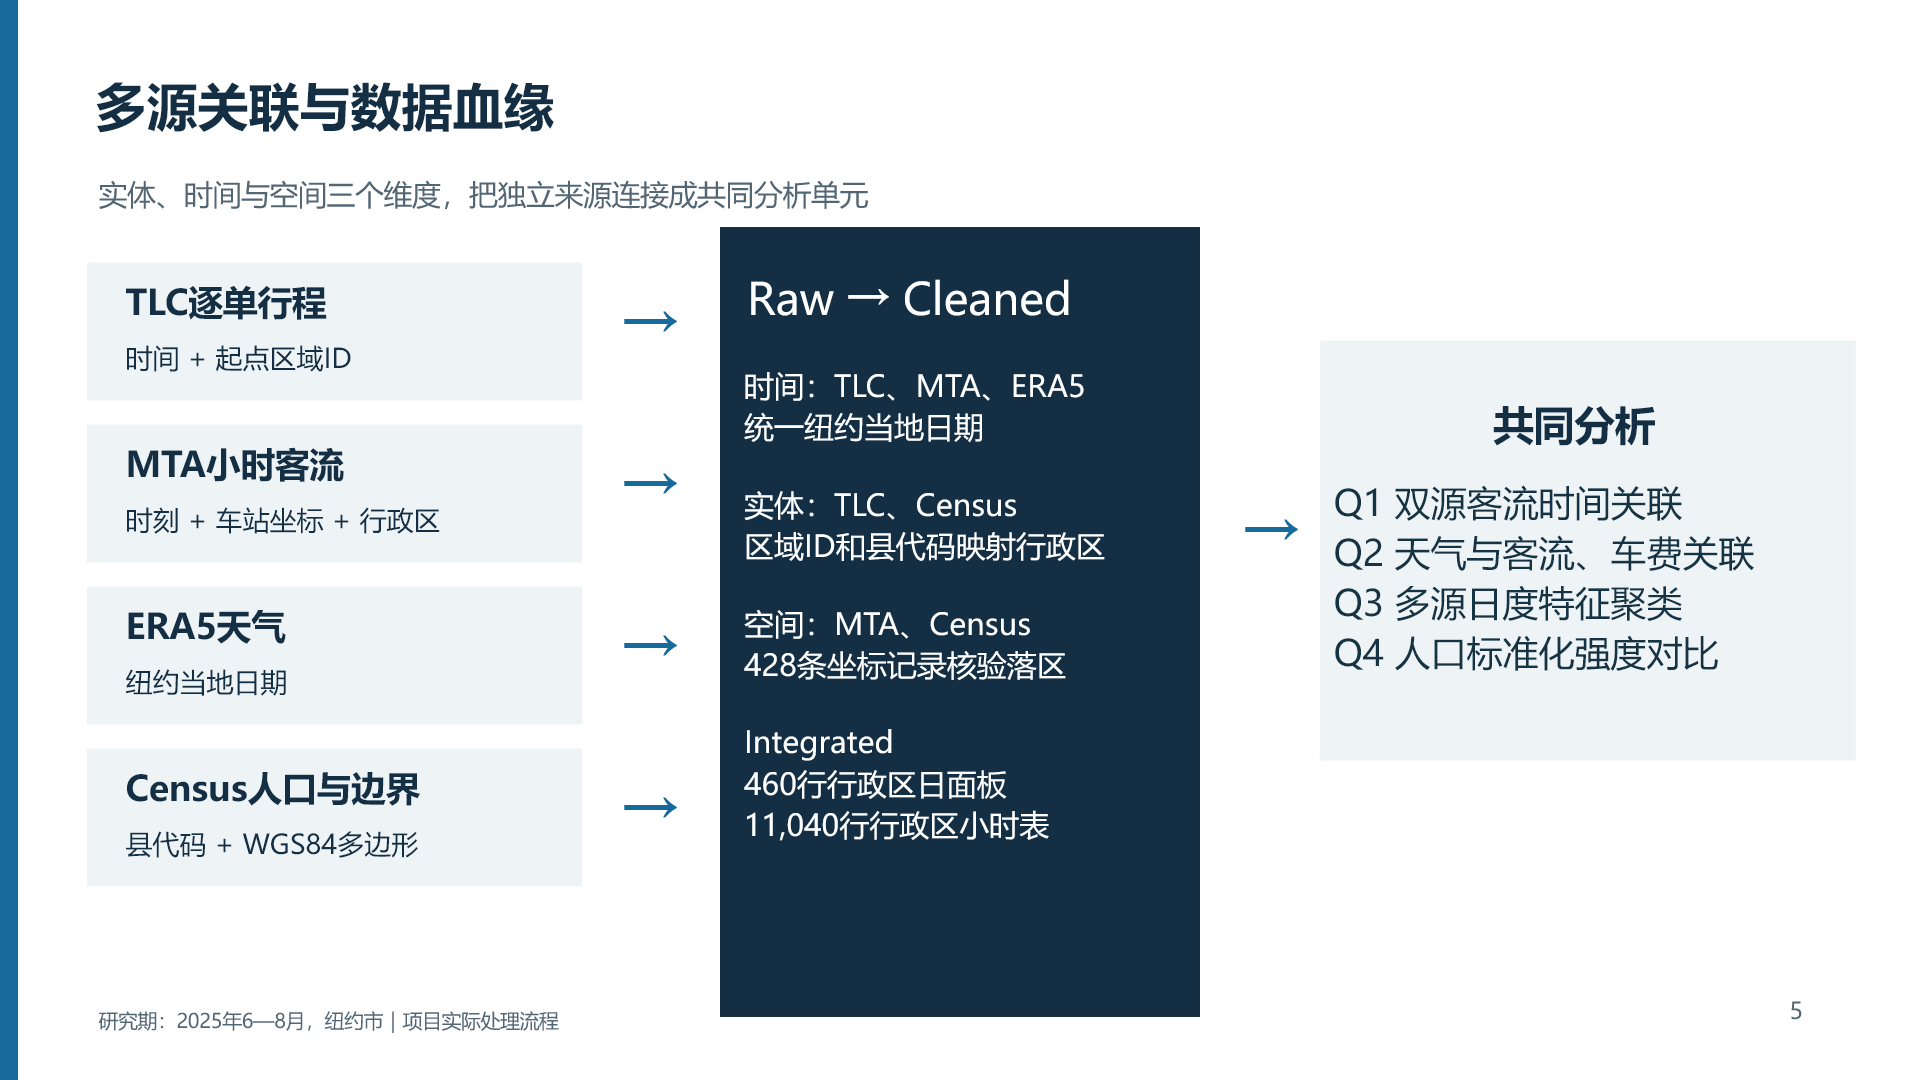 多源关联与数据血缘
实体、时间与空间三个维度，把独立来源连接成共同分析单元
TLC逐单行程
时间 + 起点区域ID
→
MTA小时客流
时刻 + 车站坐标 + 行政区
→
ERA5天气
纽约当地日期
→
Census人口与边界
县代码 + WGS84多边形
→
Raw → Cleaned
时间：TLC、MTA、ERA5
统一纽约当地日期
实体：TLC、Census
区域ID和县代码映射行政区
空间：MTA、Census
428条坐标记录核验落区
Integrated
460行行政区日面板
11,040行行政区小时表
→
共同分析
Q1 双源客流时间关联
Q2 天气与客流、车费关联
Q3 多源日度特征聚类
Q4 人口标准化强度对比
研究期：2025年6—8月，纽约市 | 项目实际处理流程
5